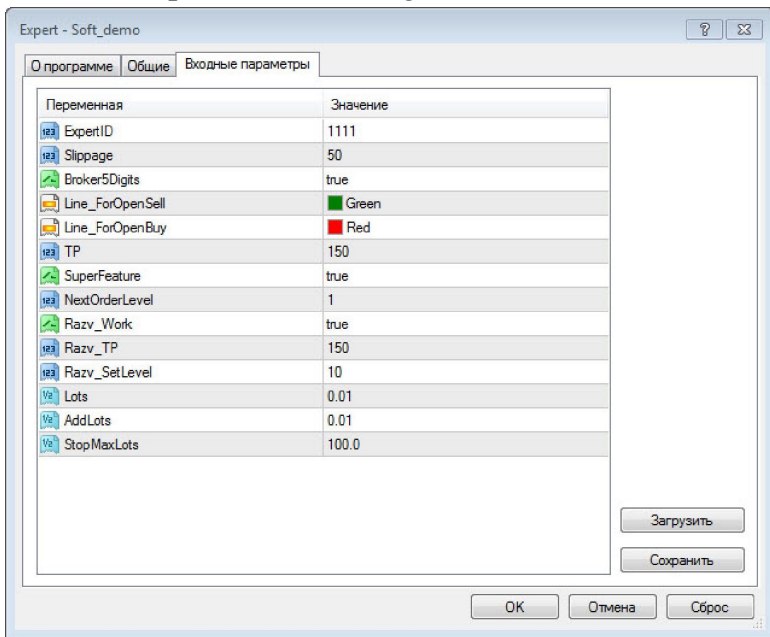 Expert - Soft_demo
О программе Общие Входные параметры
Переменная Значение
ExpertID 1111
Slippage 50
Broker5Digits true
Line_ForOpenSell Green
Line_ForOpenBuy Red
TP 150
SuperFeature true
NextOrderLevel 1
Razv_Work true
Razv_TP 150
Razv_SetLevel 10
Lots 0.01
AddLots 0.01
StopMaxLots 100.0
Загрузить
Сохранить
OK Отмена Сброс